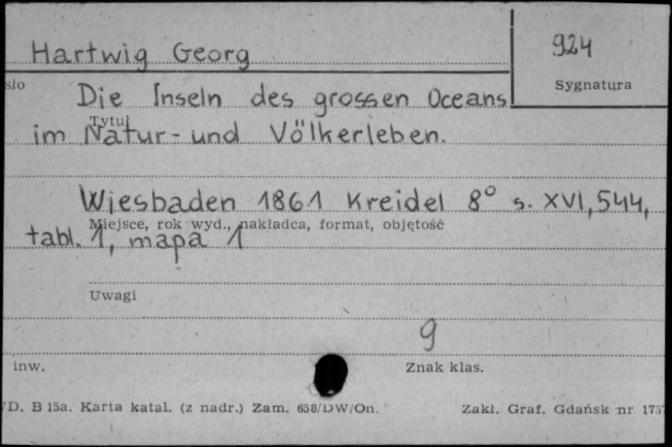 Hartwig Georg
924
sło
Sygnatura
Die Inseln des grossen Oceans
Tytuł
im Natur- und Völkerleben.
Wiesbaden 1861 Kreidel 8° s. XVI, 544,
Miejsce, rok wyd., nakładca, format, objętość
tabl. 1, mapa 1
Uwagi
9
inw.
Znak klas.
/D. B 15a. Karta katal. (z nadr.) Zam. 658/DW/On.
Zakł. Graf. Gdańsk nr